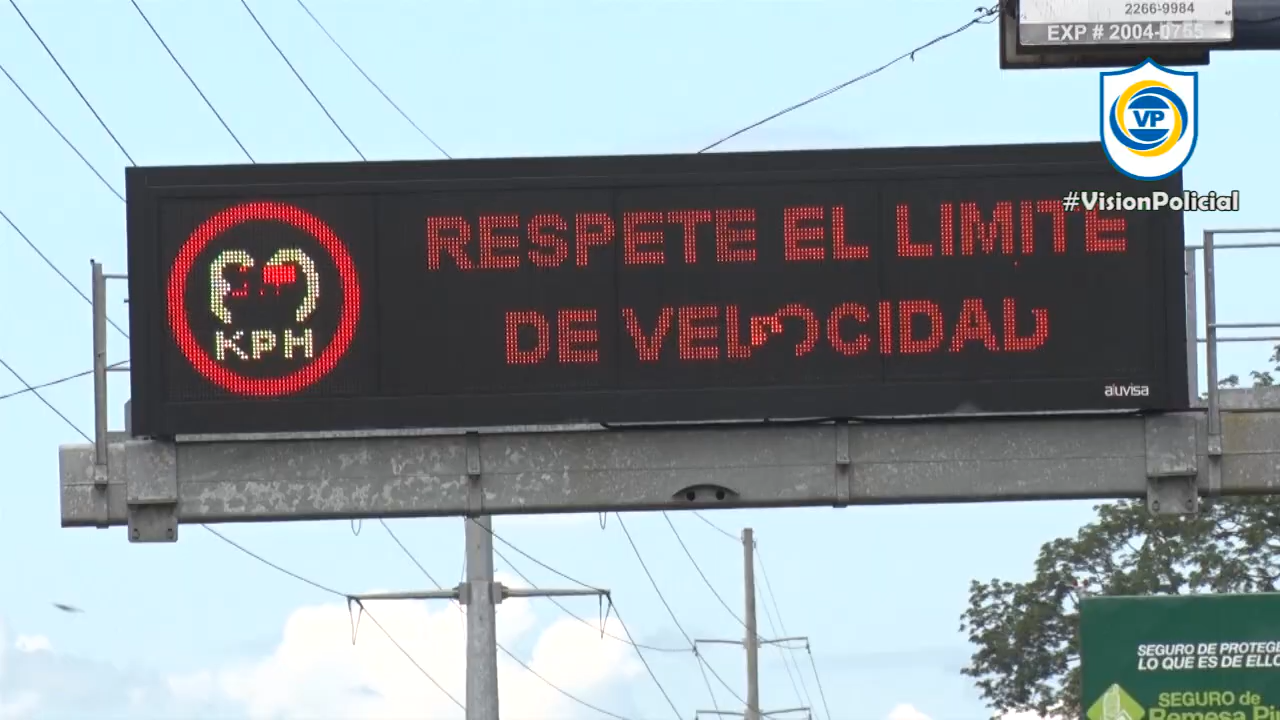 2266-9984
EXP # 2004-0755
VP
#VisionPolicial
RESPETE EL LIMITE
DE VELOCIDAD
KPH
aluvisa
SEGURO DE PROTEGE
LO QUE ES DE ELLO
SEGURO de